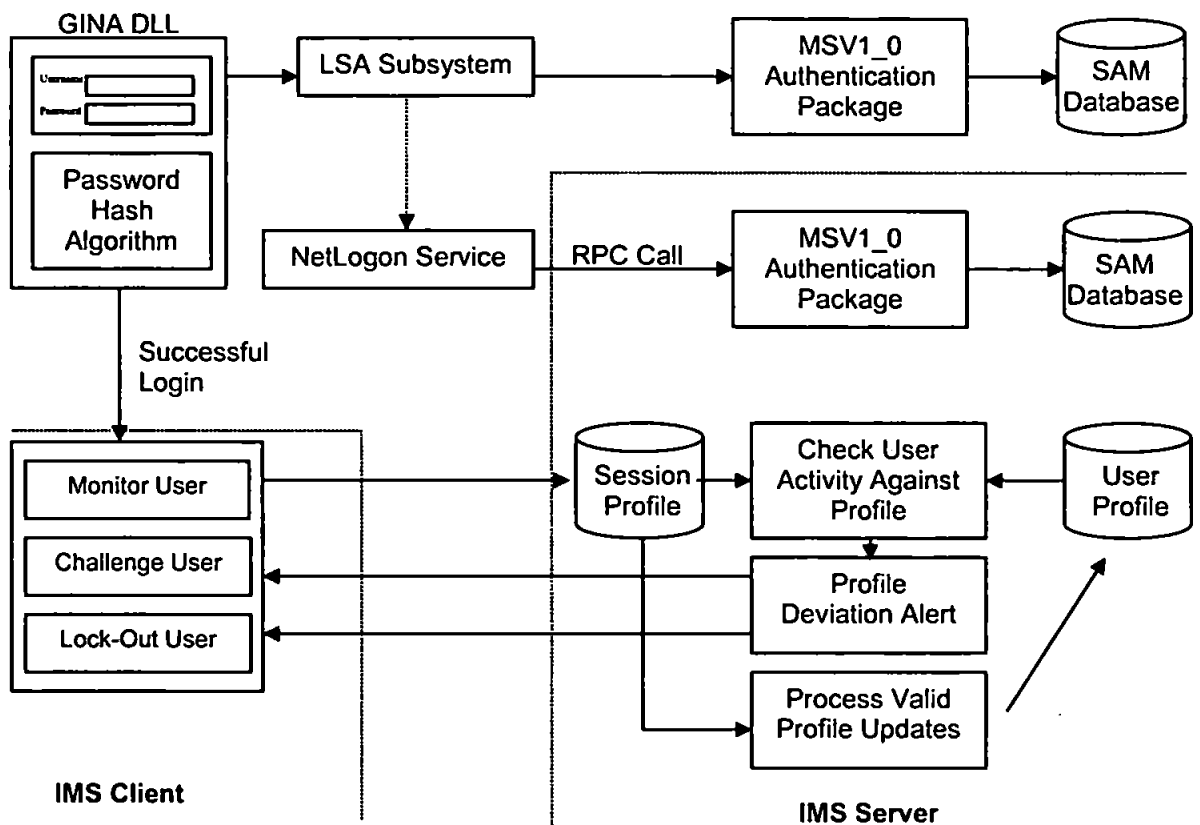 GINA DLL
Username
Password
Password
Hash
Algorithm
LSA Subsystem
MSV1_0
Authentication
Package
SAM
Database
NetLogon Service
RPC Call
MSV1_0
Authentication
Package
SAM
Database
Successful
Login
Monitor User
Challenge User
Lock-Out User
Session
Profile
Check User
Activity Against
Profile
User
Profile
Profile
Deviation Alert
Process Valid
Profile Updates
IMS Client
IMS Server